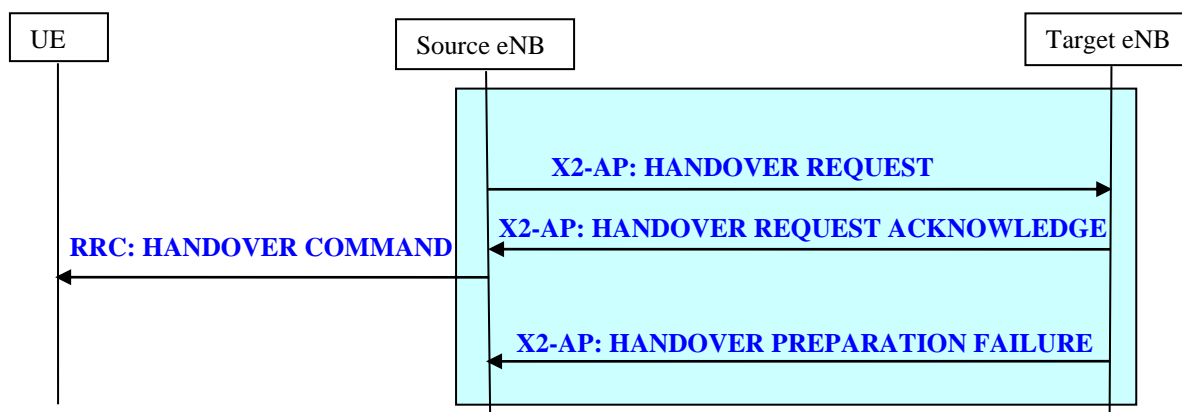 UE
Source eNB
Target eNB
X2-AP: HANDOVER REQUEST
X2-AP: HANDOVER REQUEST ACKNOWLEDGE
RRC: HANDOVER COMMAND
X2-AP: HANDOVER PREPARATION FAILURE